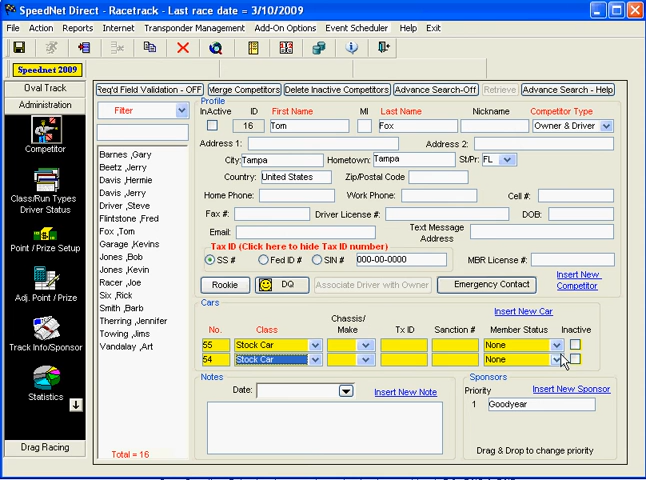 SpeedNet Direct - Racetrack - Last race date = 3/10/2009
File Action Reports Internet Transponder Management Add-On Options Event Scheduler Help Exit
Speednet 2009
Oval Track
Administration
Competitor
Class/Run Types
Driver Status
Point / Prize Setup
Adj. Point / Prize
Track Info/Sponsor
Statistics
Drag Racing
Req'd Field Validation - OFF Merge Competitors Delete Inactive Competitors Advance Search-Off Retrieve Advance Search - Help
Filter
Barnes ,Gary
Beetz ,Jerry
Davis ,Hermie
Davis ,Jerry
Driver ,Steve
Flintstone ,Fred
Fox ,Tom
Garage ,Kevins
Jones ,Bob
Jones ,Kevin
Racer ,Joe
Six ,Rick
Smith ,Barb
Therring ,Jennifer
Towing ,Jims
Vandalay ,Art
Total = 16
Profile
InActive ID First Name MI Last Name Nickname Competitor Type
16 Tom Fox Owner & Driver
Address 1: Address 2:
City: Tampa Hometown: Tampa St/Pr: FL
Country: United States Zip/Postal Code
Home Phone: Work Phone: Cell #:
Fax #: Driver License #: DOB:
Email: Text Message Address
Tax ID (Click here to hide Tax ID number)
SS # Fed ID # SIN # 000-00-0000 MBR License #:
Insert New Competitor
Rookie DQ Associate Driver with Owner Emergency Contact
Cars
Insert New Car
No. Class Chassis/Make Tx ID Sanction # Member Status Inactive
55 Stock Car None
54 Stock Car None
Notes
Date: Insert New Note
Sponsors
Priority Insert New Sponsor
1 Goodyear
Drag & Drop to change priority